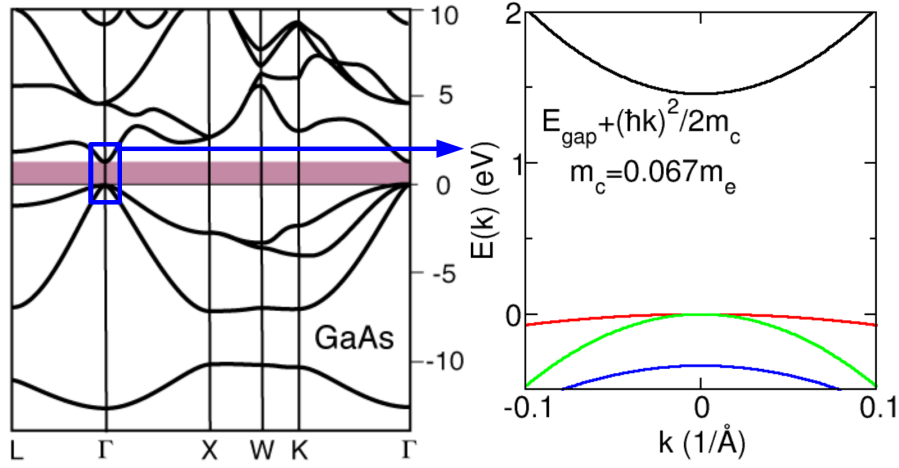 10
5
0
-5
-10
GaAs
L Γ X W K Γ
E(k) (eV)
2
1
0
E_gap+(ħk)²/2m_c
m_c=0.067m_e
-0.1 0 0.1
k (1/Å)